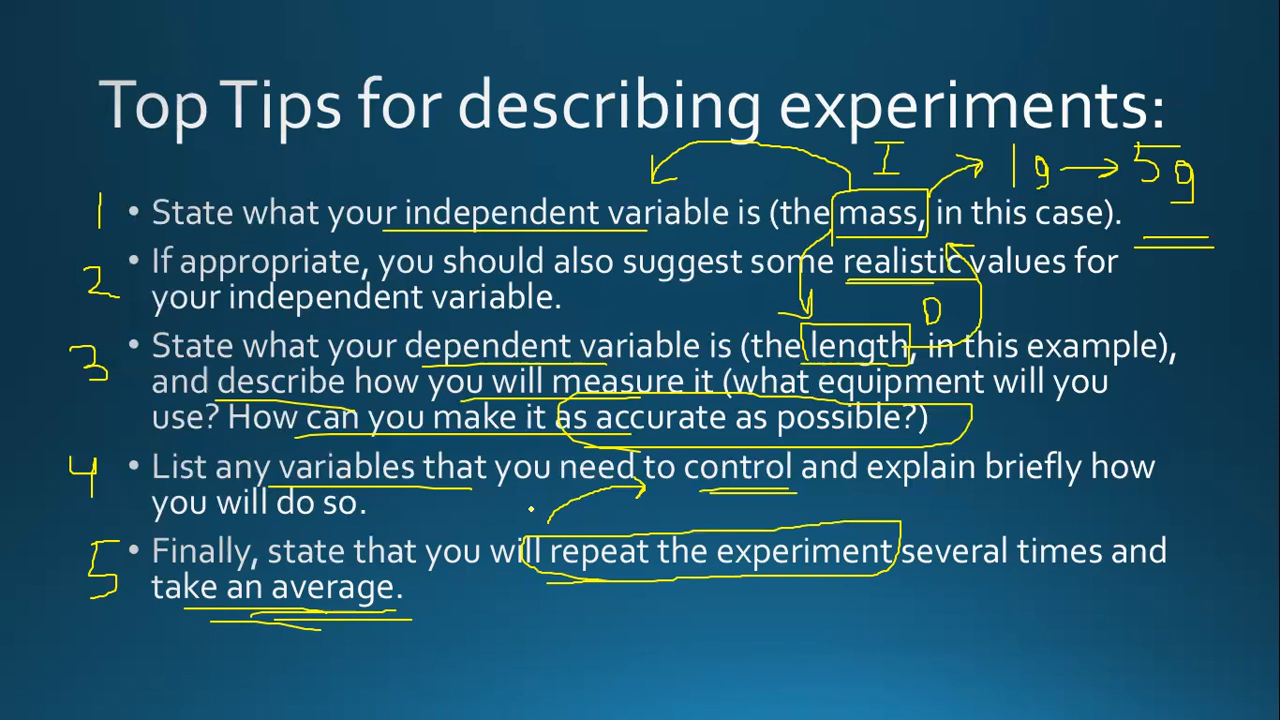 Top Tips for describing experiments:
I 1g → 5g
1 • State what your independent variable is (the mass, in this case).
2 • If appropriate, you should also suggest some realistic values for
your independent variable.
D
3 • State what your dependent variable is (the length, in this example),
and describe how you will measure it (what equipment will you
use? How can you make it as accurate as possible?)
4 • List any variables that you need to control and explain briefly how
you will do so.
5 • Finally, state that you will repeat the experiment several times and
take an average.